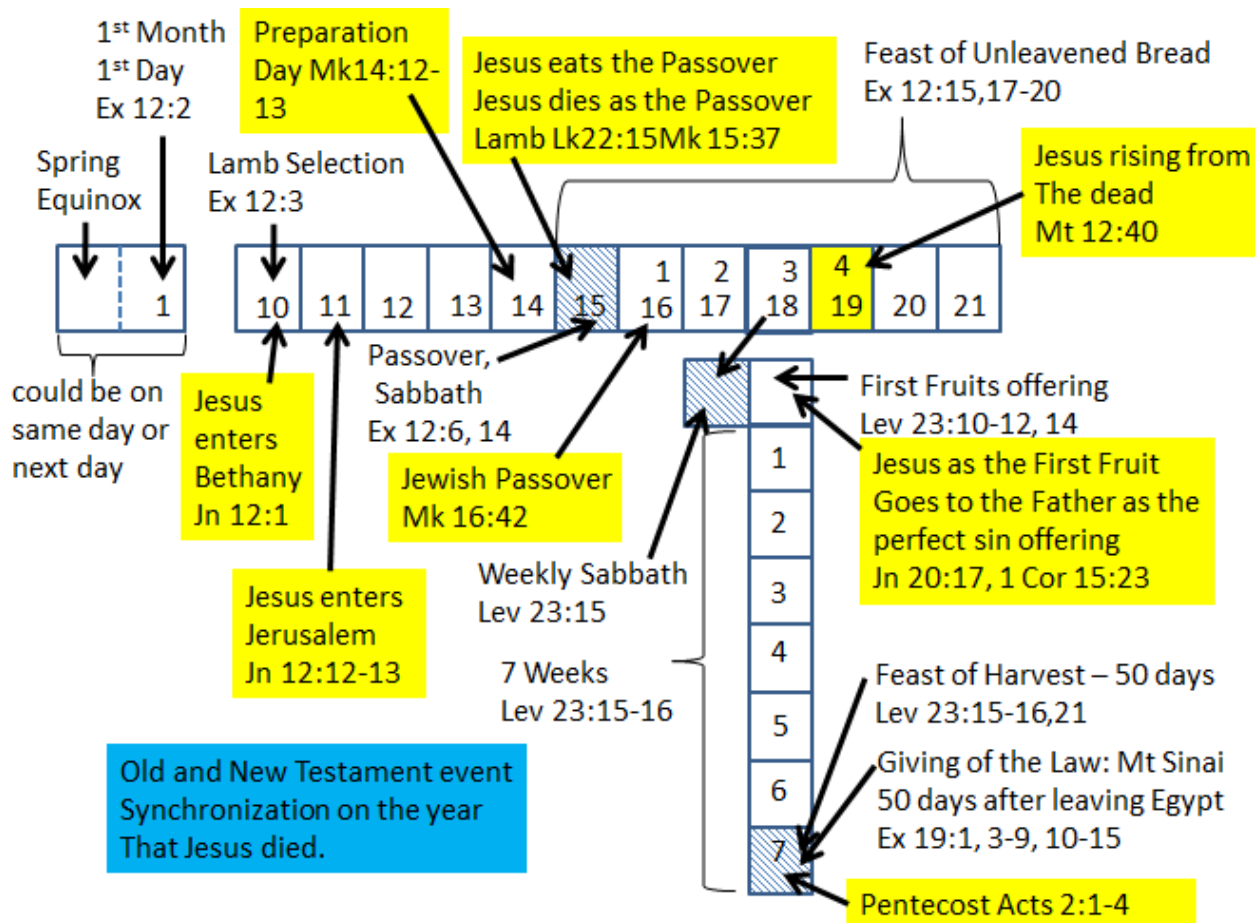 1st Month
1st Day
Ex 12:2
Preparation
Day Mk14:12-
13
Jesus eats the Passover
Jesus dies as the Passover
Lamb Lk22:15Mk 15:37
Feast of Unleavened Bread
Ex 12:15,17-20
Spring
Equinox
Lamb Selection
Ex 12:3
Jesus rising from
The dead
Mt 12:40
1 2 3 4
1 10 11 12 13 14 15 16 17 18 19 20 21
could be on
same day or
next day
Jesus
enters
Bethany
Jn 12:1
Passover,
Sabbath
Ex 12:6, 14
Jewish Passover
Mk 16:42
First Fruits offering
Lev 23:10-12, 14
Jesus as the First Fruit
Goes to the Father as the
perfect sin offering
Jn 20:17, 1 Cor 15:23
Jesus enters
Jerusalem
Jn 12:12-13
Weekly Sabbath
Lev 23:15
7 Weeks
Lev 23:15-16
1
2
3
4
5
6
7
Feast of Harvest – 50 days
Lev 23:15-16,21
Giving of the Law: Mt Sinai
50 days after leaving Egypt
Ex 19:1, 3-9, 10-15
Pentecost Acts 2:1-4
Old and New Testament event
Synchronization on the year
That Jesus died.